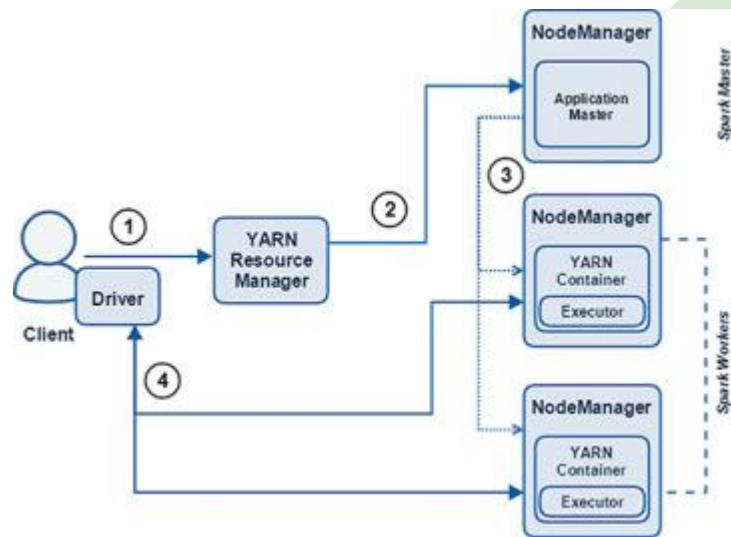 NodeManager
Application
Master
Spark Master
3
2
1
YARN
Resource
Manager
Driver
Client
NodeManager
YARN
Container
Executor
4
NodeManager
YARN
Container
Executor
Spark Workers